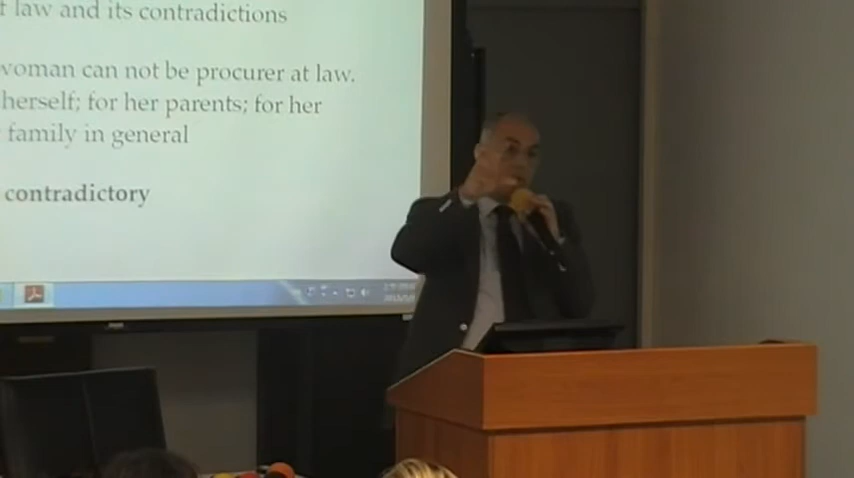 t law and its contradictions
woman can not be procurer at law.
herself; for her parents; for her
family in general
contradictory